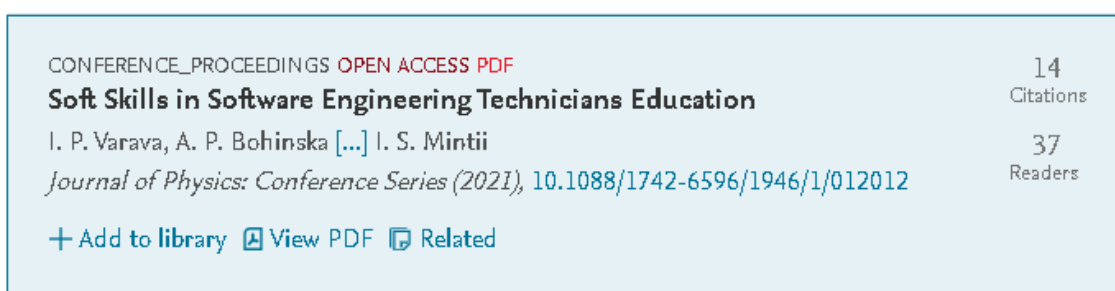 CONFERENCE_PROCEEDINGS OPEN ACCESS PDF
Soft Skills in Software Engineering Technicians Education
I. P. Varava, A. P. Bohinska [...] I. S. Mintii
Journal of Physics: Conference Series (2021), 10.1088/1742-6596/1946/1/012012
+ Add to library View PDF Related
14
Citations
37
Readers